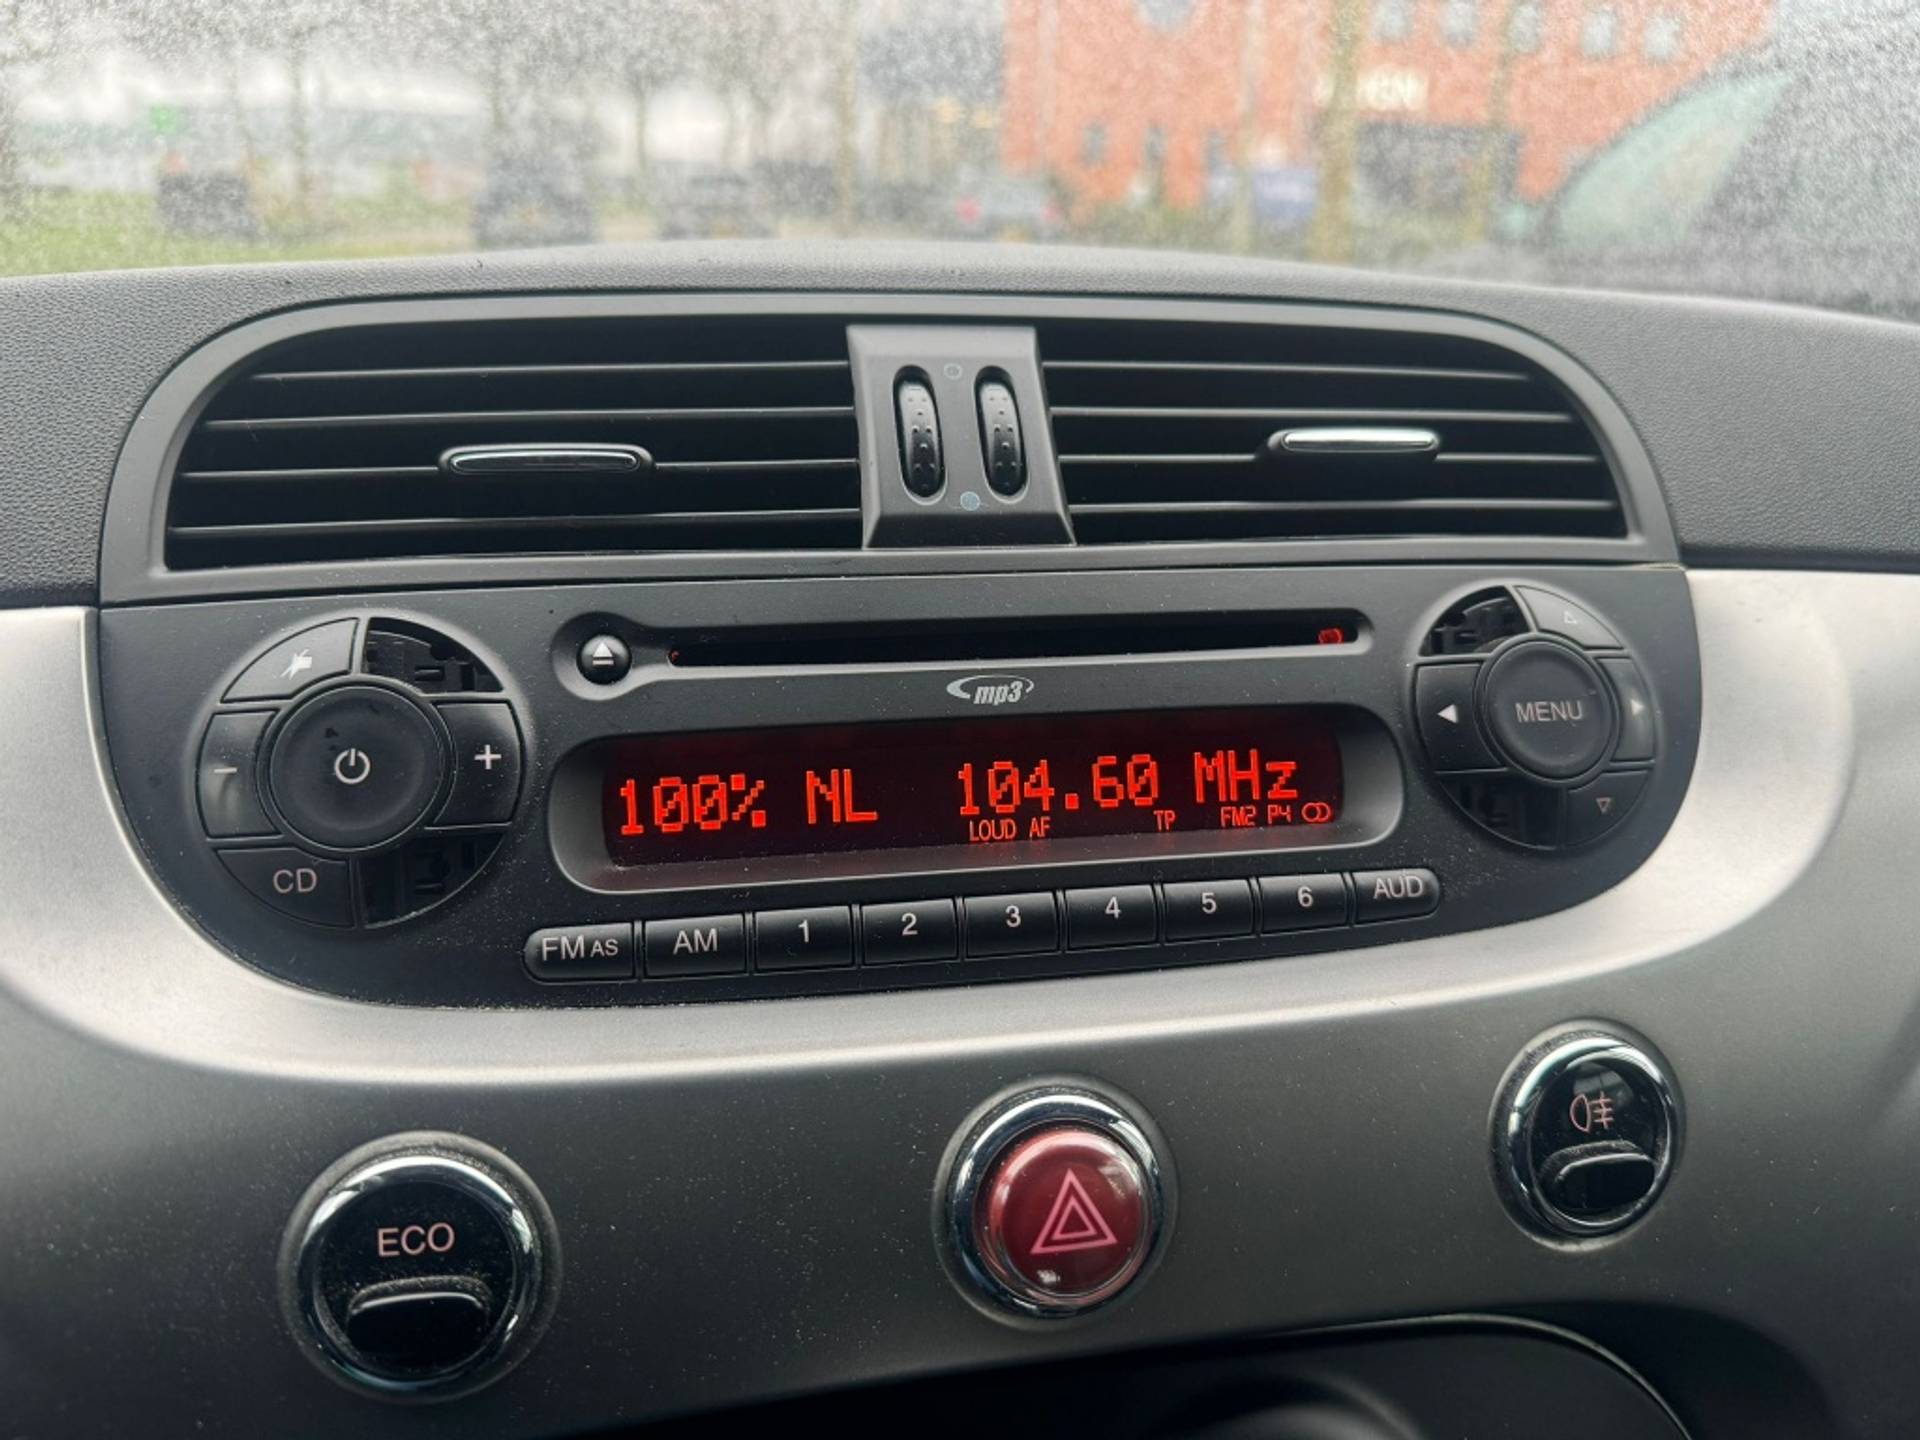 mp3
100% NL 104.60 MHz
LOUD AF TP FM2 P4
MENU
CD
FM AS AM 1 2 3 4 5 6 AUD
ECO